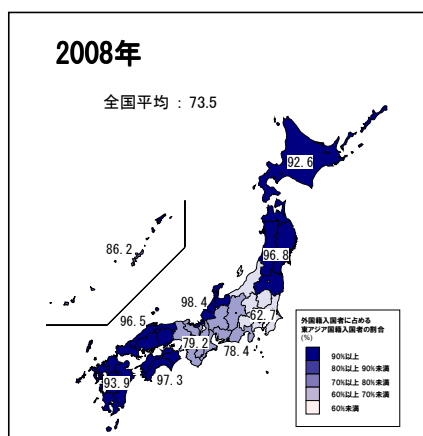 2008年
全国平均 : 73.5
92.6
86.2
96.8
98.4
96.5
62.7
79.2
78.4
93.9
97.3
外国籍入国者に占める
東アジア国籍入国者の割合
(%)
90%以上
80%以上 90%未満
70%以上 80%未満
60%以上 70%未満
60%未満